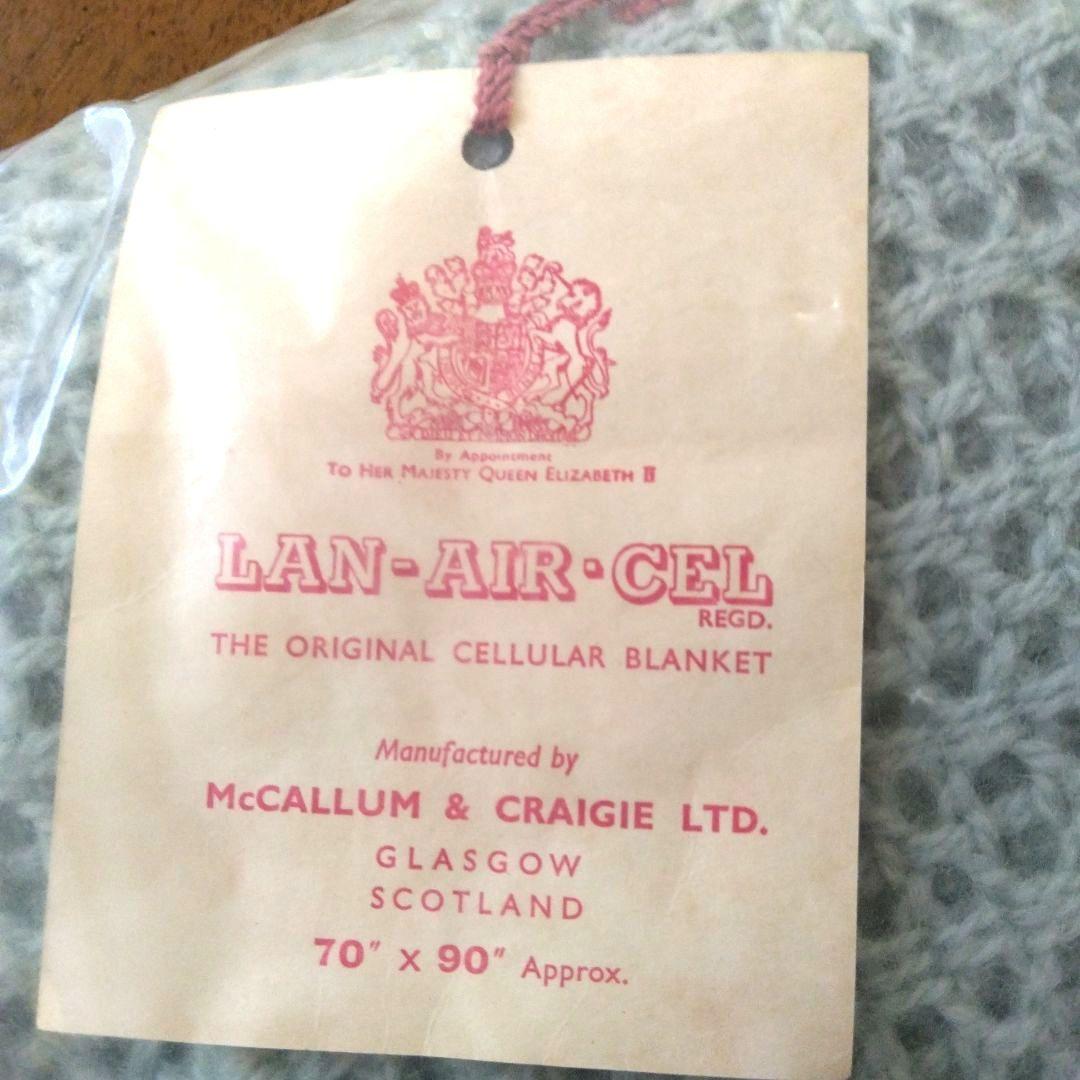 By Appointment
TO HER MAJESTY QUEEN ELIZABETH II
LAN-AIR-CEL
REGD.
THE ORIGINAL CELLULAR BLANKET
Manufactured by
McCALLUM & CRAIGIE LTD.
GLASGOW
SCOTLAND
70" x 90" Approx.